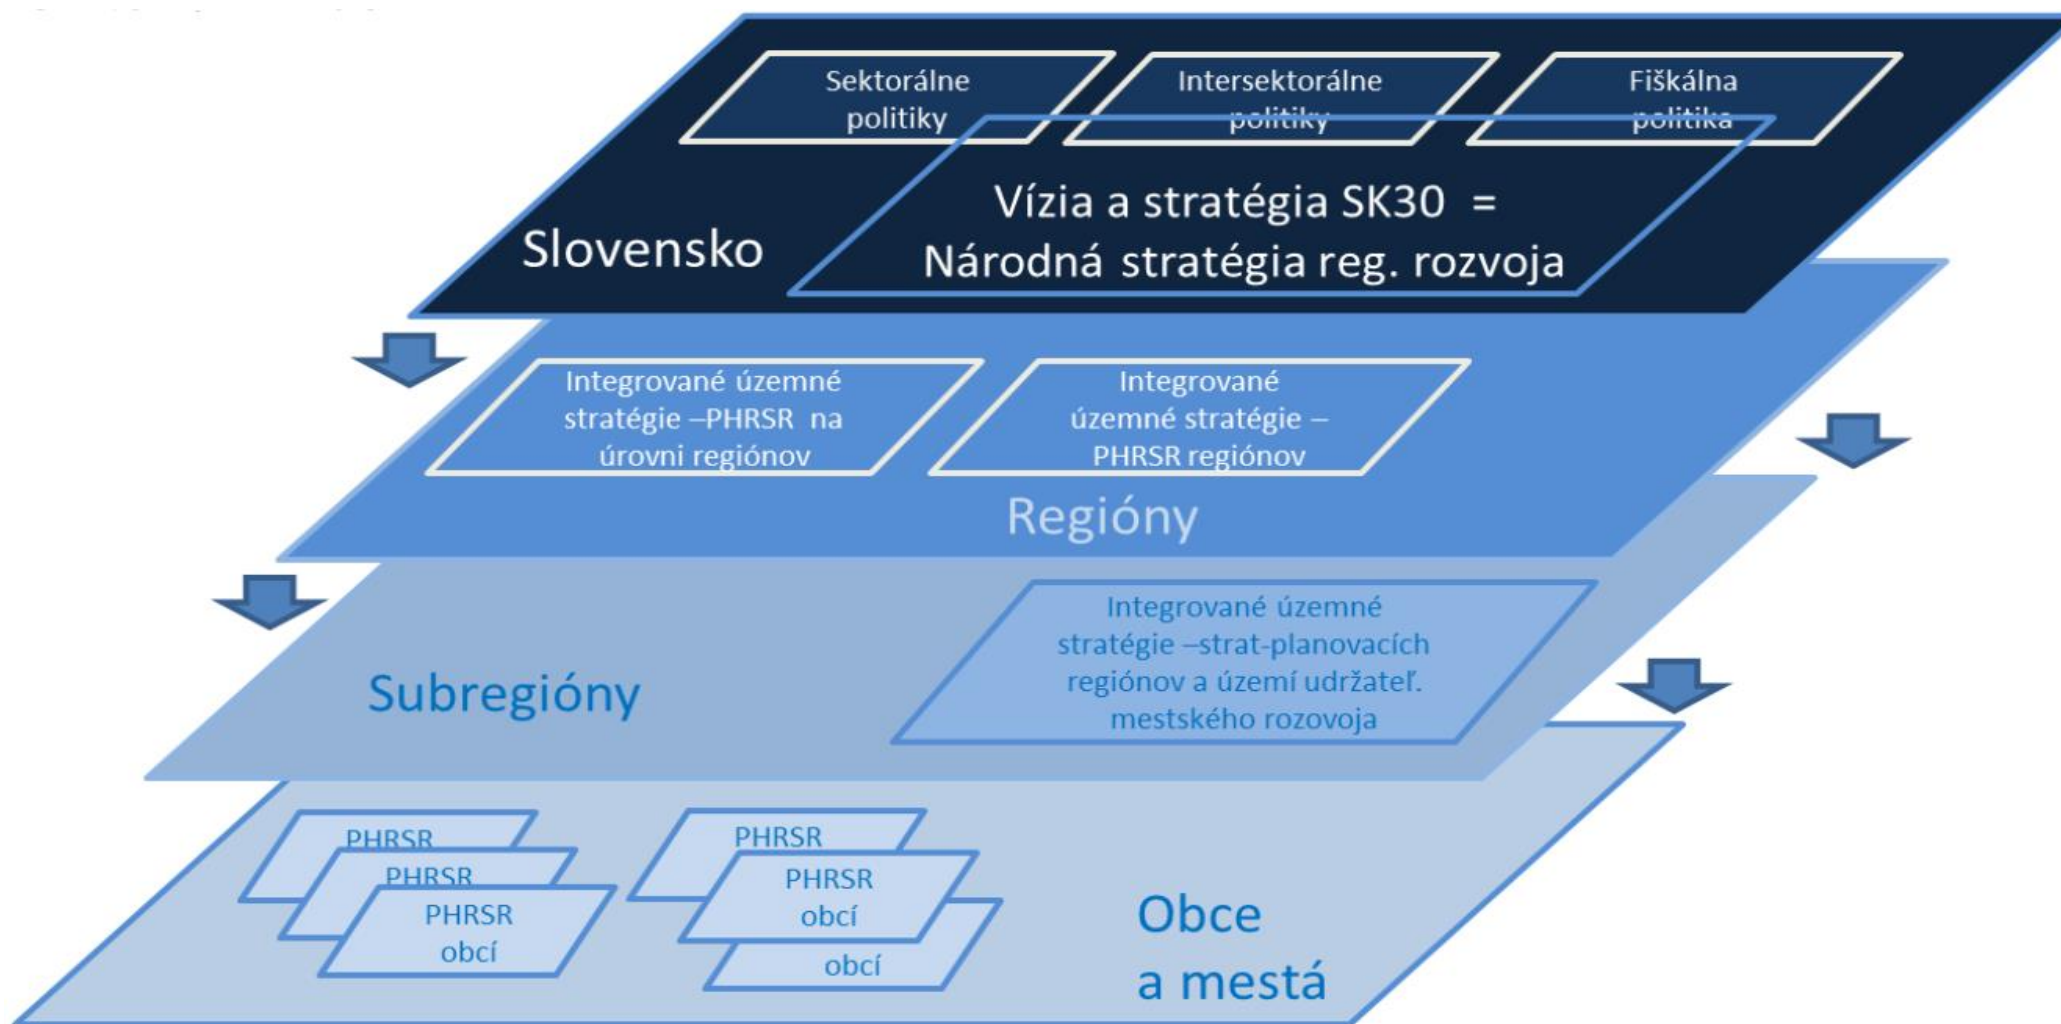 Sektorálne
politiky
Intersektorálne
politiky
Fiškálna
politika
Vízia a stratégia SK30 =
Národná stratégia reg. rozvoja
Slovensko
Integrované územné
stratégie –PHRSR na
úrovni regiónov
Integrované
územné stratégie –
PHRSR regiónov
Regióny
Integrované územné
stratégie –strat-planovacích
regiónov a území udržateľ.
mestského rozovoja
Subregióny
PHRSR
PHRSR
PHRSR
obcí
PHRSR
PHRSR
obcí
obcí
Obce
a mestá